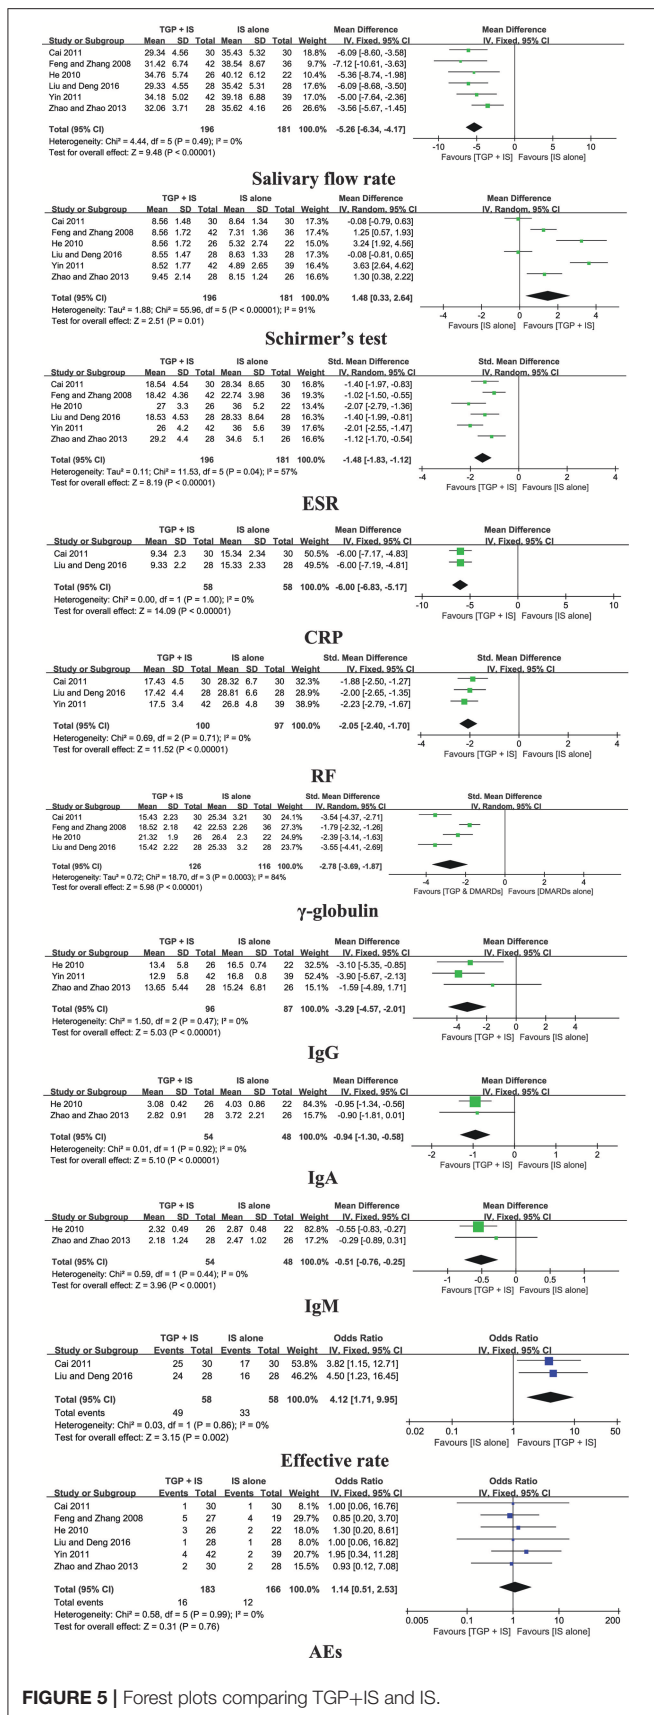 TGP + IS IS alone Mean Difference Mean Difference
Study or Subgroup Mean SD Total Mean SD Total Weight IV. Fixed, 95% CI IV. Fixed, 95% CI
Cai 2011 29.34 4.56 30 35.43 5.32 30 18.8% -6.09 [-8.60, -3.58]
Feng and Zhang 2008 31.42 6.74 42 38.54 8.67 36 9.7% -7.12 [-10.61, -3.63]
He 2010 34.76 5.74 26 40.12 6.12 22 10.4% -5.36 [-8.74, -1.98]
Liu and Deng 2016 29.33 4.55 28 35.42 5.31 28 17.7% -6.09 [-8.68, -3.50]
Yin 2011 34.18 5.02 42 39.18 6.88 39 17.1% -5.00 [-7.64, -2.36]
Zhao and Zhao 2013 32.06 3.71 28 35.62 4.16 26 26.3% -3.56 [-5.67, -1.45]
Total (95% CI) 196 181 100.0% -5.26 [-6.34, -4.17]
Heterogeneity: Chi² = 4.44, df = 5 (P = 0.49); I² = 0%
Test for overall effect: Z = 9.48 (P < 0.00001)
-10 -5 0 5 10
Favours [TGP + IS] Favours [IS alone]
Salivary flow rate
TGP + IS IS alone Mean Difference Mean Difference
Study or Subgroup Mean SD Total Mean SD Total Weight IV. Random, 95% CI IV. Random, 95% CI
Cai 2011 8.56 1.48 30 8.64 1.34 30 17.3% -0.08 [-0.79, 0.63]
Feng and Zhang 2008 8.56 1.72 42 7.31 1.36 36 17.4% 1.25 [0.57, 1.93]
He 2010 8.56 1.72 26 5.32 2.74 22 15.0% 3.24 [1.92, 4.56]
Liu and Deng 2016 8.55 1.47 28 8.63 1.33 28 17.2% -0.08 [-0.81, 0.65]
Yin 2011 8.52 1.77 42 4.89 2.65 39 16.1% 3.63 [2.64, 4.62]
Zhao and Zhao 2013 9.45 2.14 28 8.15 1.24 26 16.9% 1.30 [0.38, 2.22]
Total (95% CI) 196 181 100.0% 1.48 [0.33, 2.64]
Heterogeneity: Tau² = 1.88; Chi² = 55.96, df = 5 (P < 0.00001); I² = 91%
Test for overall effect: Z = 2.51 (P = 0.01)
-4 -2 0 2 4
Favours [IS alone] Favours [TGP + IS]
Schirmer's test
TGP + IS IS alone Std. Mean Difference Std. Mean Difference
Study or Subgroup Mean SD Total Mean SD Total Weight IV. Random, 95% CI IV. Random, 95% CI
Cai 2011 18.54 4.54 30 28.34 8.65 30 16.8% -1.40 [-1.97, -0.83]
Feng and Zhang 2008 18.42 4.36 42 22.74 3.98 36 20.1% -1.02 [-1.50, -0.55]
He 2010 27 3.3 26 36 5.2 22 13.1% -2.07 [-2.79, -1.36]
Liu and Deng 2016 18.53 4.53 28 28.33 8.64 28 16.2% -1.40 [-1.99, -0.81]
Yin 2011 26 4.2 42 36 5.6 39 17.4% -2.01 [-2.55, -1.47]
Zhao and Zhao 2013 29.2 4.4 28 34.6 5.1 26 16.4% -1.12 [-1.70, -0.54]
Total (95% CI) 196 181 100.0% -1.48 [-1.83, -1.12]
Heterogeneity: Tau² = 0.11; Chi² = 11.53, df = 5 (P = 0.04); I² = 57%
Test for overall effect: Z = 8.19 (P < 0.00001)
-4 -2 0 2 4
Favours [TGP + IS] Favours [IS alone]
ESR
TGP + IS IS alone Mean Difference Mean Difference
Study or Subgroup Mean SD Total Mean SD Total Weight IV. Fixed, 95% CI IV. Fixed, 95% CI
Cai 2011 9.34 2.3 30 15.34 2.34 30 50.5% -6.00 [-7.17, -4.83]
Liu and Deng 2016 9.33 2.2 28 15.33 2.33 28 49.5% -6.00 [-7.19, -4.81]
Total (95% CI) 58 58 100.0% -6.00 [-6.83, -5.17]
Heterogeneity: Chi² = 0.00, df = 1 (P = 1.00); I² = 0%
Test for overall effect: Z = 14.09 (P < 0.00001)
-10 -5 0 5 10
Favours [TGP + IS] Favours [IS alone]
CRP
TGP + IS IS alone Std. Mean Difference Std. Mean Difference
Study or Subgroup Mean SD Total Mean SD Total Weight IV. Fixed, 95% CI IV. Fixed, 95% CI
Cai 2011 17.43 4.5 30 28.32 6.7 30 32.3% -1.88 [-2.50, -1.27]
Liu and Deng 2016 17.42 4.4 28 28.81 6.6 28 28.9% -2.00 [-2.65, -1.35]
Yin 2011 17.5 3.4 42 26.8 4.8 39 38.9% -2.23 [-2.79, -1.67]
Total (95% CI) 100 97 100.0% -2.05 [-2.40, -1.70]
Heterogeneity: Chi² = 0.69, df = 2 (P = 0.71); I² = 0%
Test for overall effect: Z = 11.52 (P < 0.00001)
-4 -2 0 2 4
Favours [TGP + IS] Favours [IS alone]
RF
TGP + IS IS alone Std. Mean Difference Std. Mean Difference
Study or Subgroup Mean SD Total Mean SD Total Weight IV. Random, 95% CI IV. Random, 95% CI
Cai 2011 15.43 2.23 30 25.34 3.21 30 24.1% -3.54 [-4.37, -2.71]
Feng and Zhang 2008 18.52 2.18 42 22.53 2.26 36 27.3% -1.79 [-2.32, -1.26]
He 2010 21.32 1.9 26 26.4 2.3 22 24.9% -2.39 [-3.14, -1.63]
Liu and Deng 2016 15.42 2.22 28 25.33 3.2 28 23.7% -3.55 [-4.41, -2.69]
Total (95% CI) 126 116 100.0% -2.78 [-3.69, -1.87]
Heterogeneity: Tau² = 0.72; Chi² = 18.70, df = 3 (P = 0.0003); I² = 84%
Test for overall effect: Z = 5.98 (P < 0.00001)
-4 -2 0 2 4
Favours [TGP & DMARDs] Favours [DMARDs alone]
γ-globulin
TGP + IS IS alone Mean Difference Mean Difference
Study or Subgroup Mean SD Total Mean SD Total Weight IV. Fixed, 95% CI IV. Fixed, 95% CI
He 2010 13.4 5.8 26 16.5 0.74 22 32.5% -3.10 [-5.35, -0.85]
Yin 2011 12.9 5.8 42 16.8 0.8 39 52.4% -3.90 [-5.67, -2.13]
Zhao and Zhao 2013 13.65 5.44 28 15.24 6.81 26 15.1% -1.59 [-4.89, 1.71]
Total (95% CI) 96 87 100.0% -3.29 [-4.57, -2.01]
Heterogeneity: Chi² = 1.50, df = 2 (P = 0.47); I² = 0%
Test for overall effect: Z = 5.03 (P < 0.00001)
-4 -2 0 2 4
Favours [TGP + IS] Favours [IS alone]
IgG
TGP + IS IS alone Mean Difference Mean Difference
Study or Subgroup Mean SD Total Mean SD Total Weight IV. Fixed, 95% CI IV. Fixed, 95% CI
He 2010 3.08 0.42 26 4.03 0.86 22 84.3% -0.95 [-1.34, -0.56]
Zhao and Zhao 2013 2.82 0.91 28 3.72 2.21 26 15.7% -0.90 [-1.81, 0.01]
Total (95% CI) 54 48 100.0% -0.94 [-1.30, -0.58]
Heterogeneity: Chi² = 0.01, df = 1 (P = 0.92); I² = 0%
Test for overall effect: Z = 5.10 (P < 0.00001)
-2 -1 0 1 2
Favours [TGP + IS] Favours [IS alone]
IgA
TGP + IS IS alone Mean Difference Mean Difference
Study or Subgroup Mean SD Total Mean SD Total Weight IV. Fixed, 95% CI IV. Fixed, 95% CI
He 2010 2.32 0.49 26 2.87 0.48 22 82.8% -0.55 [-0.83, -0.27]
Zhao and Zhao 2013 2.18 1.24 28 2.47 1.02 26 17.2% -0.29 [-0.89, 0.31]
Total (95% CI) 54 48 100.0% -0.51 [-0.76, -0.25]
Heterogeneity: Chi² = 0.59, df = 1 (P = 0.44); I² = 0%
Test for overall effect: Z = 3.96 (P < 0.0001)
-1 -0.5 0 0.5 1
Favours [TGP + IS] Favours [IS alone]
IgM
TGP + IS IS alone Odds Ratio Odds Ratio
Study or Subgroup Events Total Events Total Weight IV. Fixed, 95% CI IV. Fixed, 95% CI
Cai 2011 25 30 17 30 53.8% 3.82 [1.15, 12.71]
Liu and Deng 2016 24 28 16 28 46.2% 4.50 [1.23, 16.45]
Total (95% CI) 58 58 100.0% 4.12 [1.71, 9.95]
Total events 49 33
Heterogeneity: Chi² = 0.03, df = 1 (P = 0.86); I² = 0%
Test for overall effect: Z = 3.15 (P = 0.002)
0.02 0.1 1 10 50
Favours [IS alone] Favours [TGP + IS]
Effective rate
TGP + IS IS alone Odds Ratio Odds Ratio
Study or Subgroup Events Total Events Total Weight IV. Fixed, 95% CI IV. Fixed, 95% CI
Cai 2011 1 30 1 30 8.1% 1.00 [0.06, 16.76]
Feng and Zhang 2008 5 27 4 19 29.7% 0.85 [0.20, 3.70]
He 2010 3 26 2 22 18.0% 1.30 [0.20, 8.61]
Liu and Deng 2016 1 28 1 28 8.0% 1.00 [0.06, 16.82]
Yin 2011 4 42 2 39 20.7% 1.95 [0.34, 11.28]
Zhao and Zhao 2013 2 30 2 28 15.5% 0.93 [0.12, 7.08]
Total (95% CI) 183 166 100.0% 1.14 [0.51, 2.53]
Total events 16 12
Heterogeneity: Chi² = 0.58, df = 5 (P = 0.99); I² = 0%
Test for overall effect: Z = 0.31 (P = 0.76)
0.005 0.1 1 10 200
Favours [TGP + IS] Favours [IS alone]
AEs
FIGURE 5 | Forest plots comparing TGP+IS and IS.